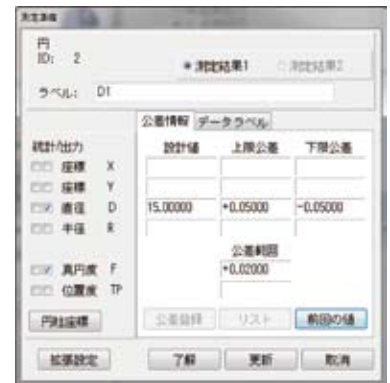 測定準備
円
ID: 2
測定結果1 測定結果2
ラベル: D1
公差情報 データラベル
統計/出力 設計値 上限公差 下限公差
座標 X
座標 Y
直径 D 15.00000 +0.05000 -0.05000
半径 R
公差範囲
真円度 F +0.02000
位置度 TP
円柱座標 公差登録 リスト 前回の値
拡張設定 了解 更新 取消